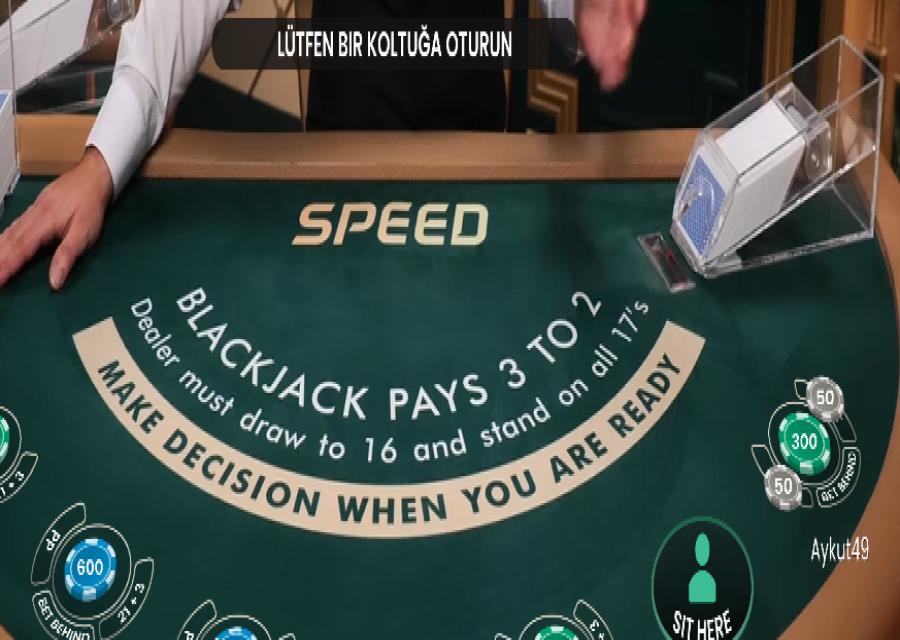 LÜTFEN BIR KOLTUĞA OTURUN
SPEED
BLACKJACK PAYS 3 TO 2
Dealer must draw to 16 and stand on all 17's
MAKE DECISION WHEN YOU ARE READY
50
300
50
BET BEHIND
Aykut49
PP
600
21 + 3
BET BEHIND
SIT HERE